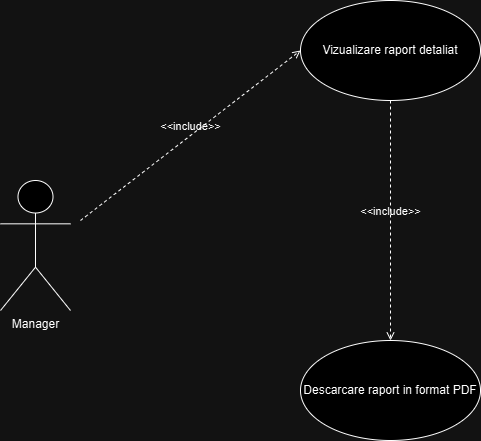 Vizualizare raport detaliat
<<include>>
<<include>>
Manager
Descarcare raport in format PDF